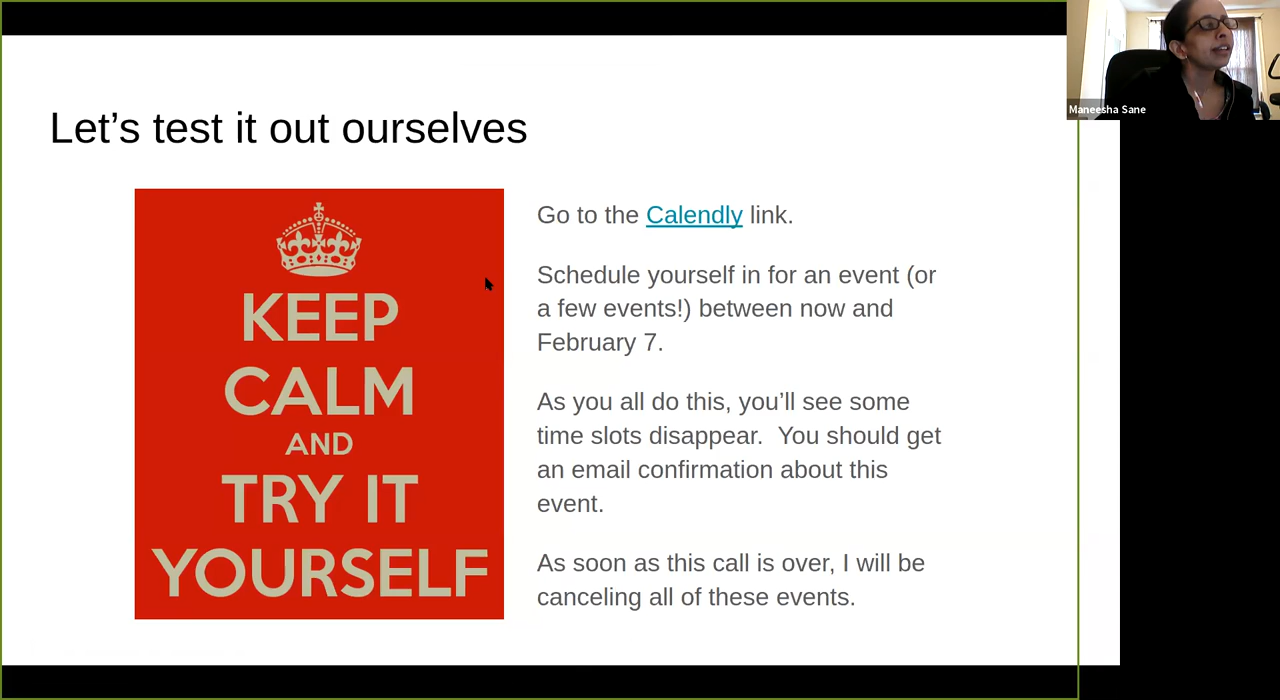 Maneesha Sane
Let’s test it out ourselves
KEEP
CALM
AND
TRY IT
YOURSELF
Go to the Calendly link.
Schedule yourself in for an event (or
a few events!) between now and
February 7.
As you all do this, you’ll see some
time slots disappear.  You should get
an email confirmation about this
event.
As soon as this call is over, I will be
canceling all of these events.